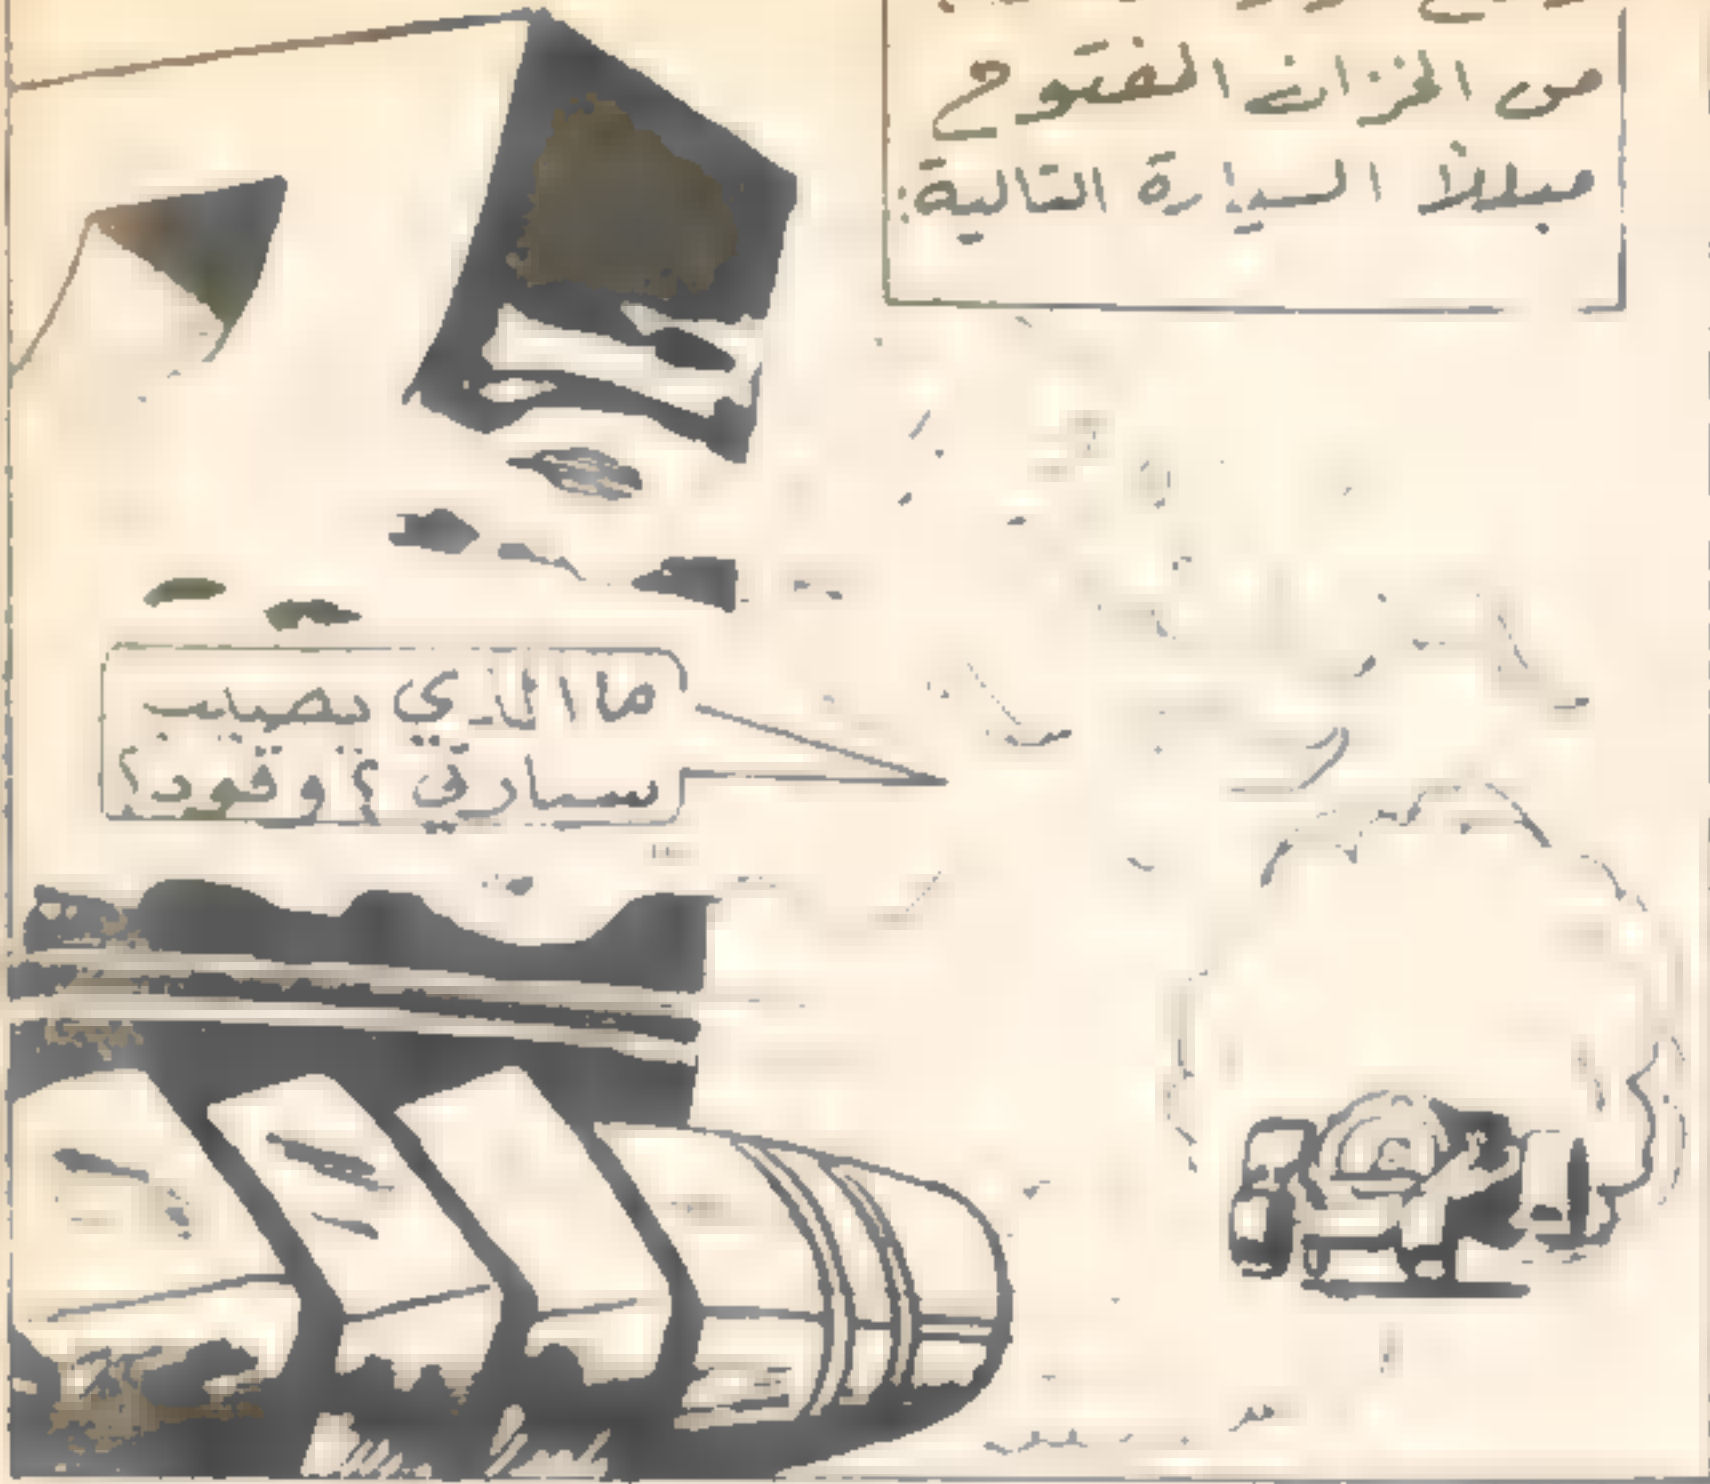 من الخزان المفتوح
مبللاً السيارة التالية:
ما الذي يصيب
سيارتي ؟ وقود؟